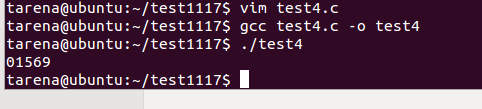 tarena@ubuntu:~/test1117$ vim test4.c
tarena@ubuntu:~/test1117$ gcc test4.c -o test4
tarena@ubuntu:~/test1117$ ./test4
01569
tarena@ubuntu:~/test1117$